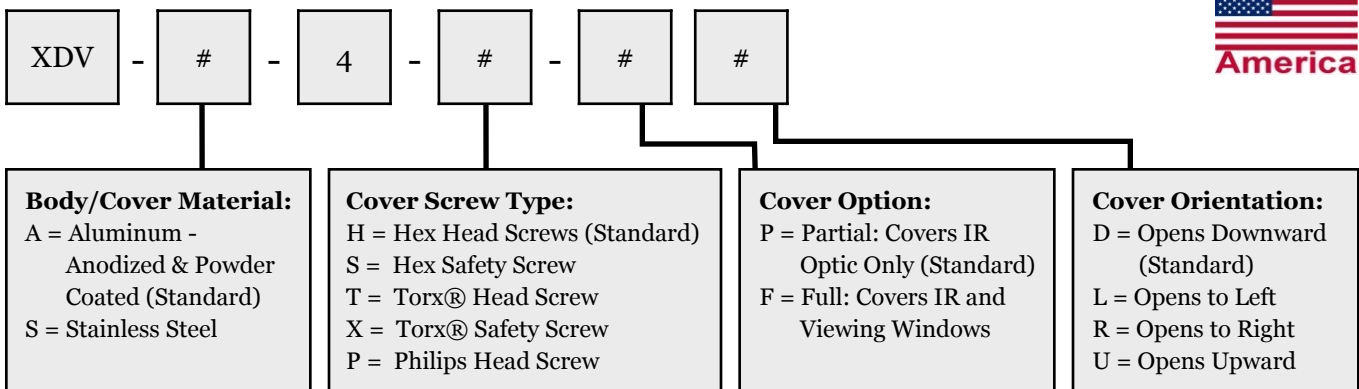 XDV - # - 4 - # - # #
America
Body/Cover Material:
A = Aluminum -
Anodized & Powder
Coated (Standard)
S = Stainless Steel
Cover Screw Type:
H = Hex Head Screws (Standard)
S = Hex Safety Screw
T = Torx® Head Screw
X = Torx® Safety Screw
P = Philips Head Screw
Cover Option:
P = Partial: Covers IR
Optic Only (Standard)
F = Full: Covers IR and
Viewing Windows
Cover Orientation:
D = Opens Downward
(Standard)
L = Opens to Left
R = Opens to Right
U = Opens Upward